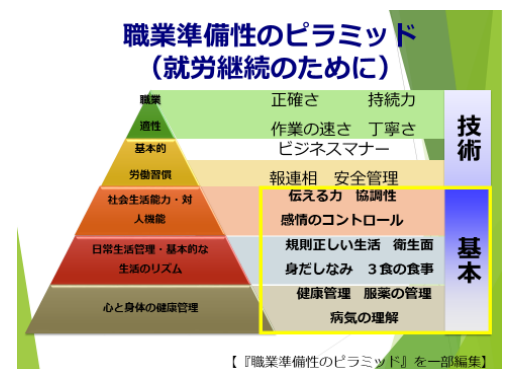 職業準備性のピラミッド
（就労継続のために）
職業
適性
正確さ　持続力
作業の速さ　丁寧さ
基本的
労働習慣
ビジネスマナー
報連相　安全管理
技術
社会生活能力・対
人機能
伝える力　協調性
感情のコントロール
日常生活管理・基本的な
生活のリズム
規則正しい生活　衛生面
身だしなみ　３食の食事
心と身体の健康管理
健康管理　服薬の管理
病気の理解
基本
【『職業準備性のピラミッド』を一部編集】